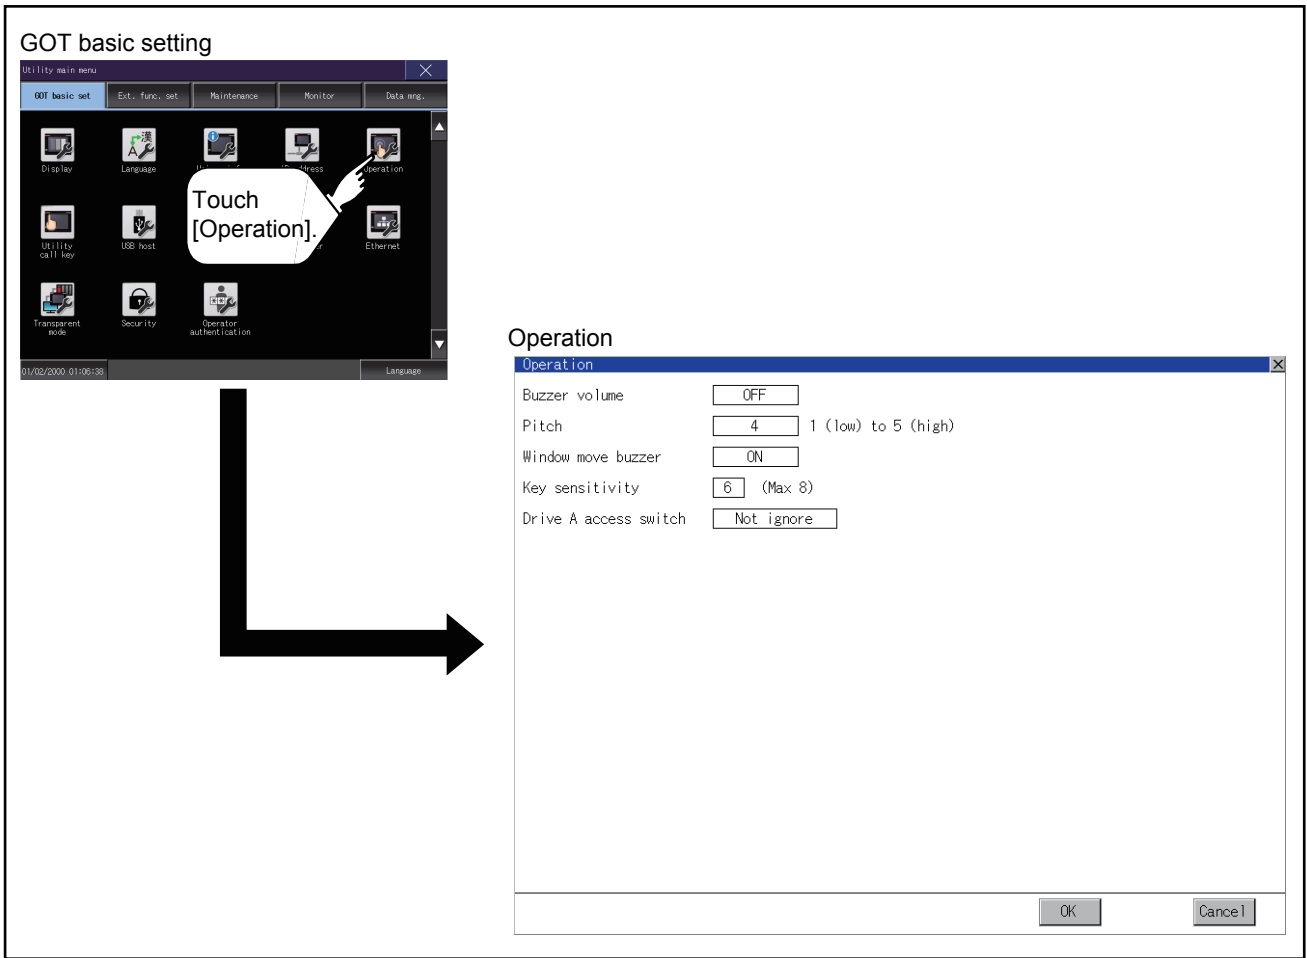 GOT basic setting
Utility main menu
GOT basic set
Ext. func. set
Maintenance
Monitor
Data mng.
Display
Language
Operation
Touch
[Operation].
Utility
call key
USB host
Ethernet
Transparent
mode
Security
Operator
authentication
01/02/2000 01:06:38
Language
Operation
Operation
Buzzer volume OFF
Pitch 4 1 (low) to 5 (high)
Window move buzzer ON
Key sensitivity 6 (Max 8)
Drive A access switch Not ignore
OK
Cancel